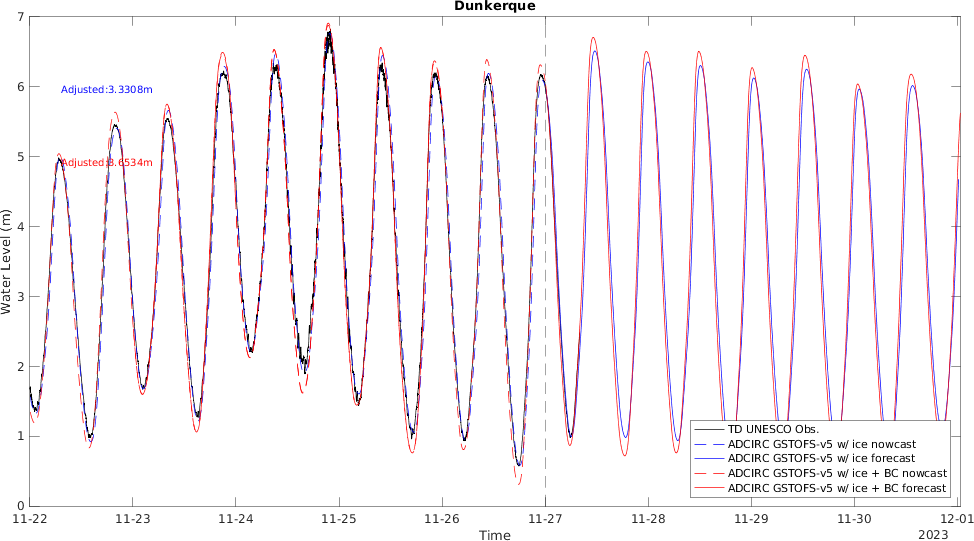 Dunkerque
7
6
5
4
3
2
1
0
Water Level (m)
Adjusted:3.3308m
Adjusted:3.6534m
TD UNESCO Obs.
ADCIRC GSTOFS-v5 w/ ice nowcast
ADCIRC GSTOFS-v5 w/ ice forecast
ADCIRC GSTOFS-v5 w/ ice + BC nowcast
ADCIRC GSTOFS-v5 w/ ice + BC forecast
11-22 11-23 11-24 11-25 11-26 11-27 11-28 11-29 11-30 12-01
Time
2023